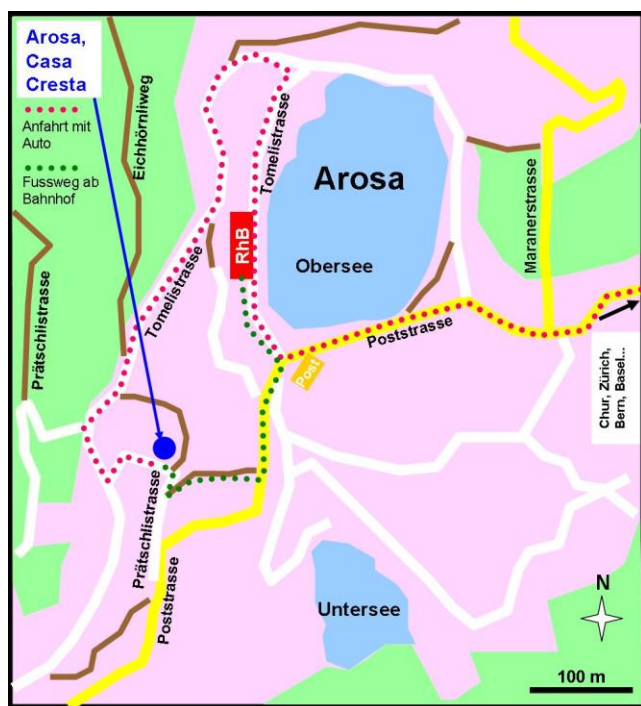 Arosa,
Casa
Cresta
Anfahrt mit
Auto
Fussweg ab
Bahnhof
Eichhörnliweg
Prätschlistrasse
Tomelistrasse
Tomelistrasse
RhB
Arosa
Obersee
Maranerstrasse
Poststrasse
Post
Chur, Zürich,
Bern, Basel...
Prätschlistrasse
Poststrasse
Untersee
N
100 m